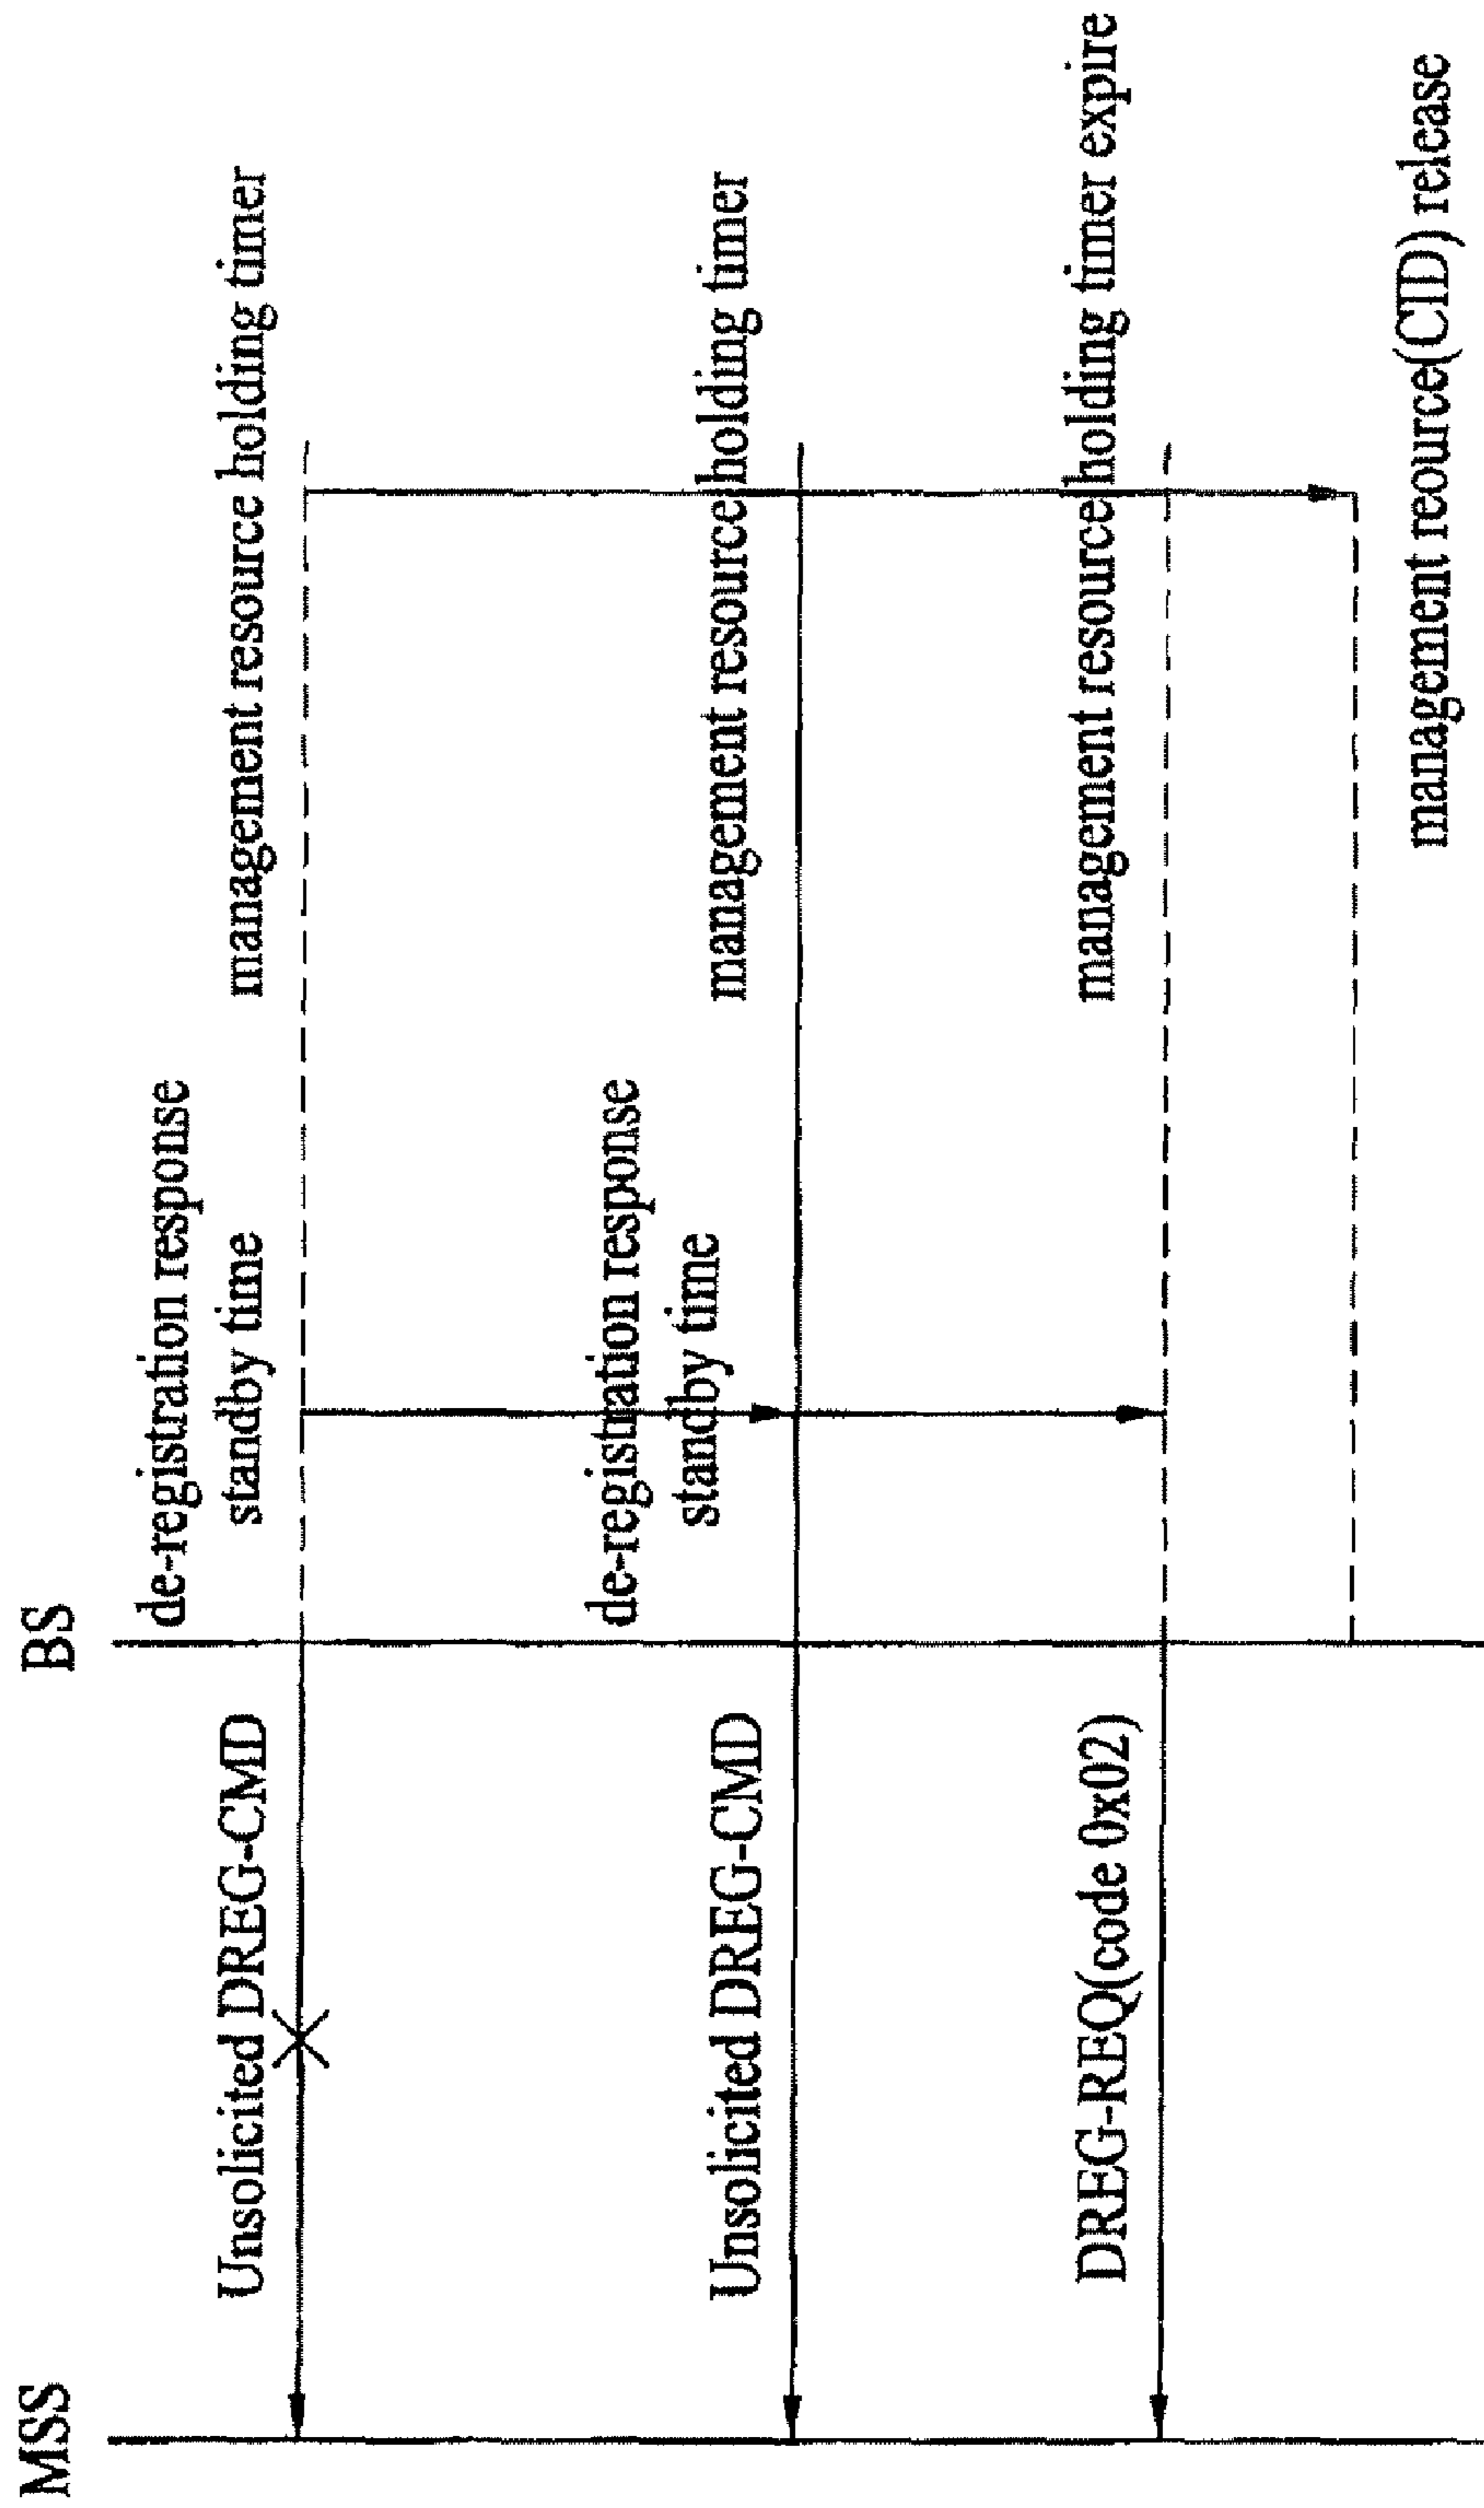 MSS
BS
de-registration response
standby time
Unsolicited DREG-CMD
management resource holding timer
de-registration response
standby time
Unsolicited DREG-CMD
management resource holding timer
DREG-REQ(code 0x02)
management resource holding timer expire
management reource(CID) release